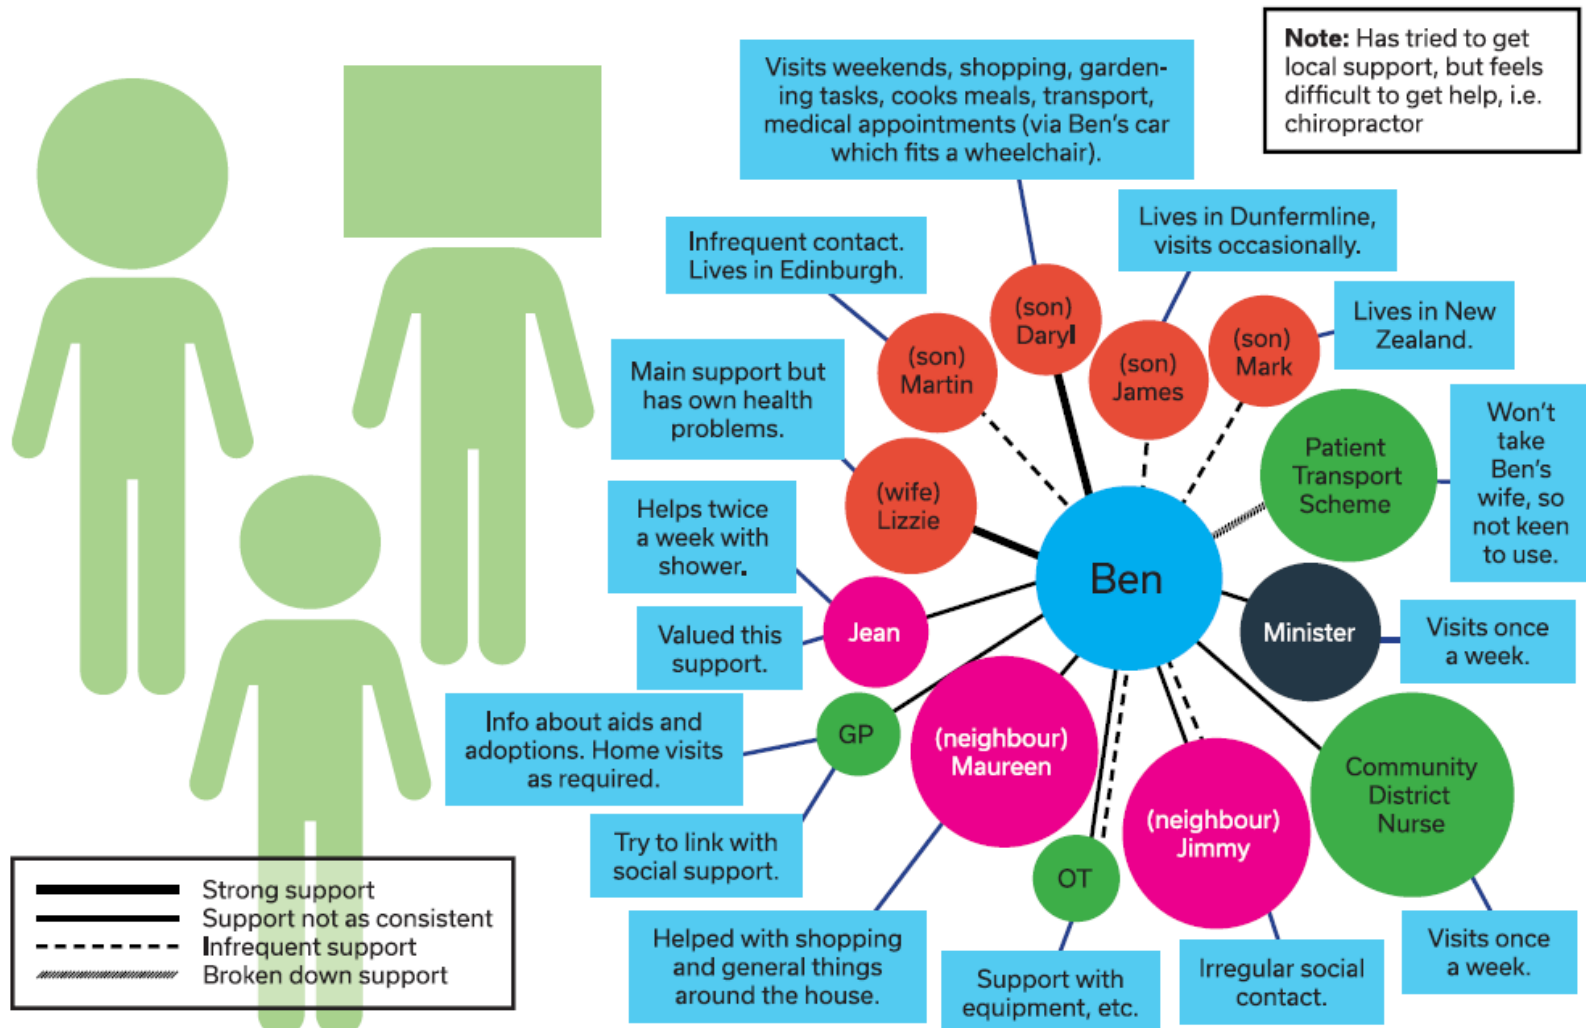 Note: Has tried to get
local support, but feels
difficult to get help, i.e.
chiropractor
Visits weekends, shopping, garden-
ing tasks, cooks meals, transport,
medical appointments (via Ben's car
which fits a wheelchair).
Lives in Dunfermline,
visits occasionally.
Infrequent contact.
Lives in Edinburgh.
Lives in New
Zealand.
(son)
Daryl
(son)
Martin
(son)
James
(son)
Mark
Main support but
has own health
problems.
Won't
take
Ben's
wife, so
not keen
to use.
Patient
Transport
Scheme
(wife)
Lizzie
Helps twice
a week with
shower.
Ben
Jean
Minister
Visits once
a week.
Valued this
support.
Info about aids and
adoptions. Home visits
as required.
GP
(neighbour)
Maureen
Community
District
Nurse
(neighbour)
Jimmy
Try to link with
social support.
OT
Strong support
Support not as consistent
Infrequent support
Broken down support
Helped with shopping
and general things
around the house.
Support with
equipment, etc.
Irregular social
contact.
Visits once
a week.